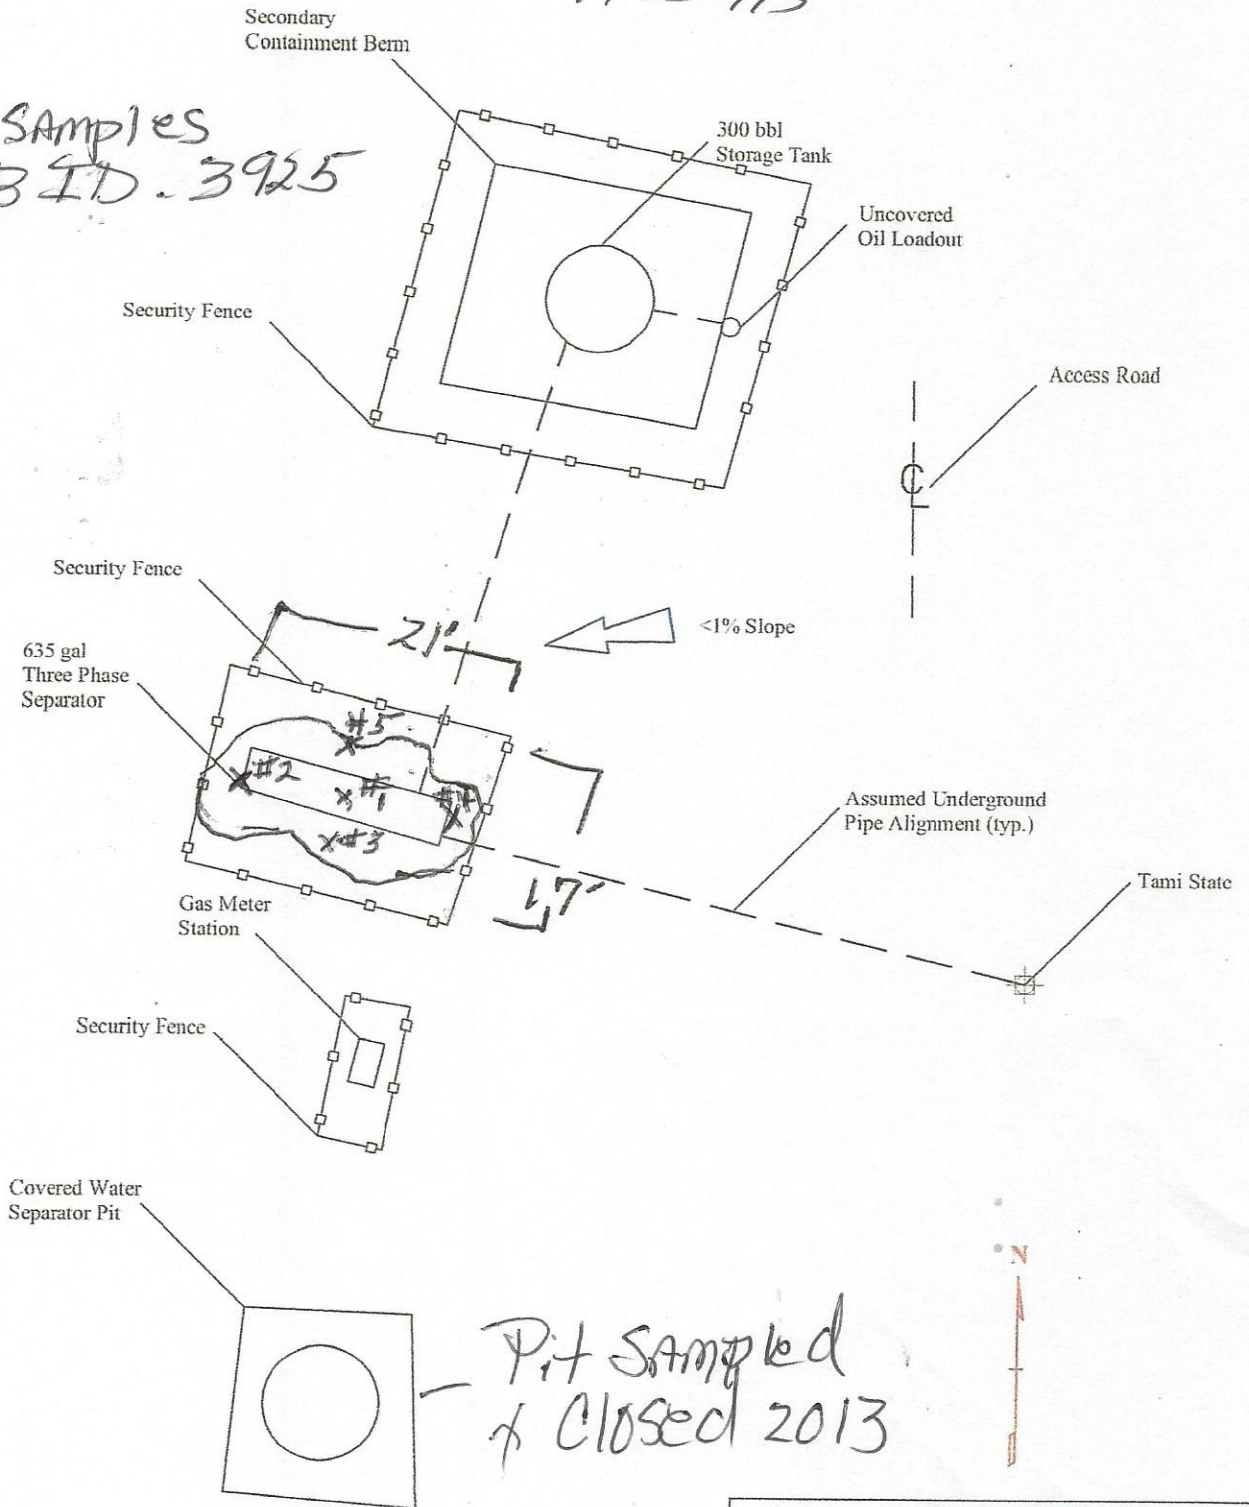 Secondary
Containment Berm
SAmples
ID. 3925
300 bbl
Storage Tank
Uncovered
Oil Loadout
Security Fence
Access Road
℄
Security Fence
21'
<1% Slope
635 gal
Three Phase
Separator
#5
#2
#1
#4
#3
17'
Assumed Underground
Pipe Alignment (typ.)
Tami State
Gas Meter
Station
Security Fence
Covered Water
Separator Pit
N
Pit SAmpled
+ Closed 2013